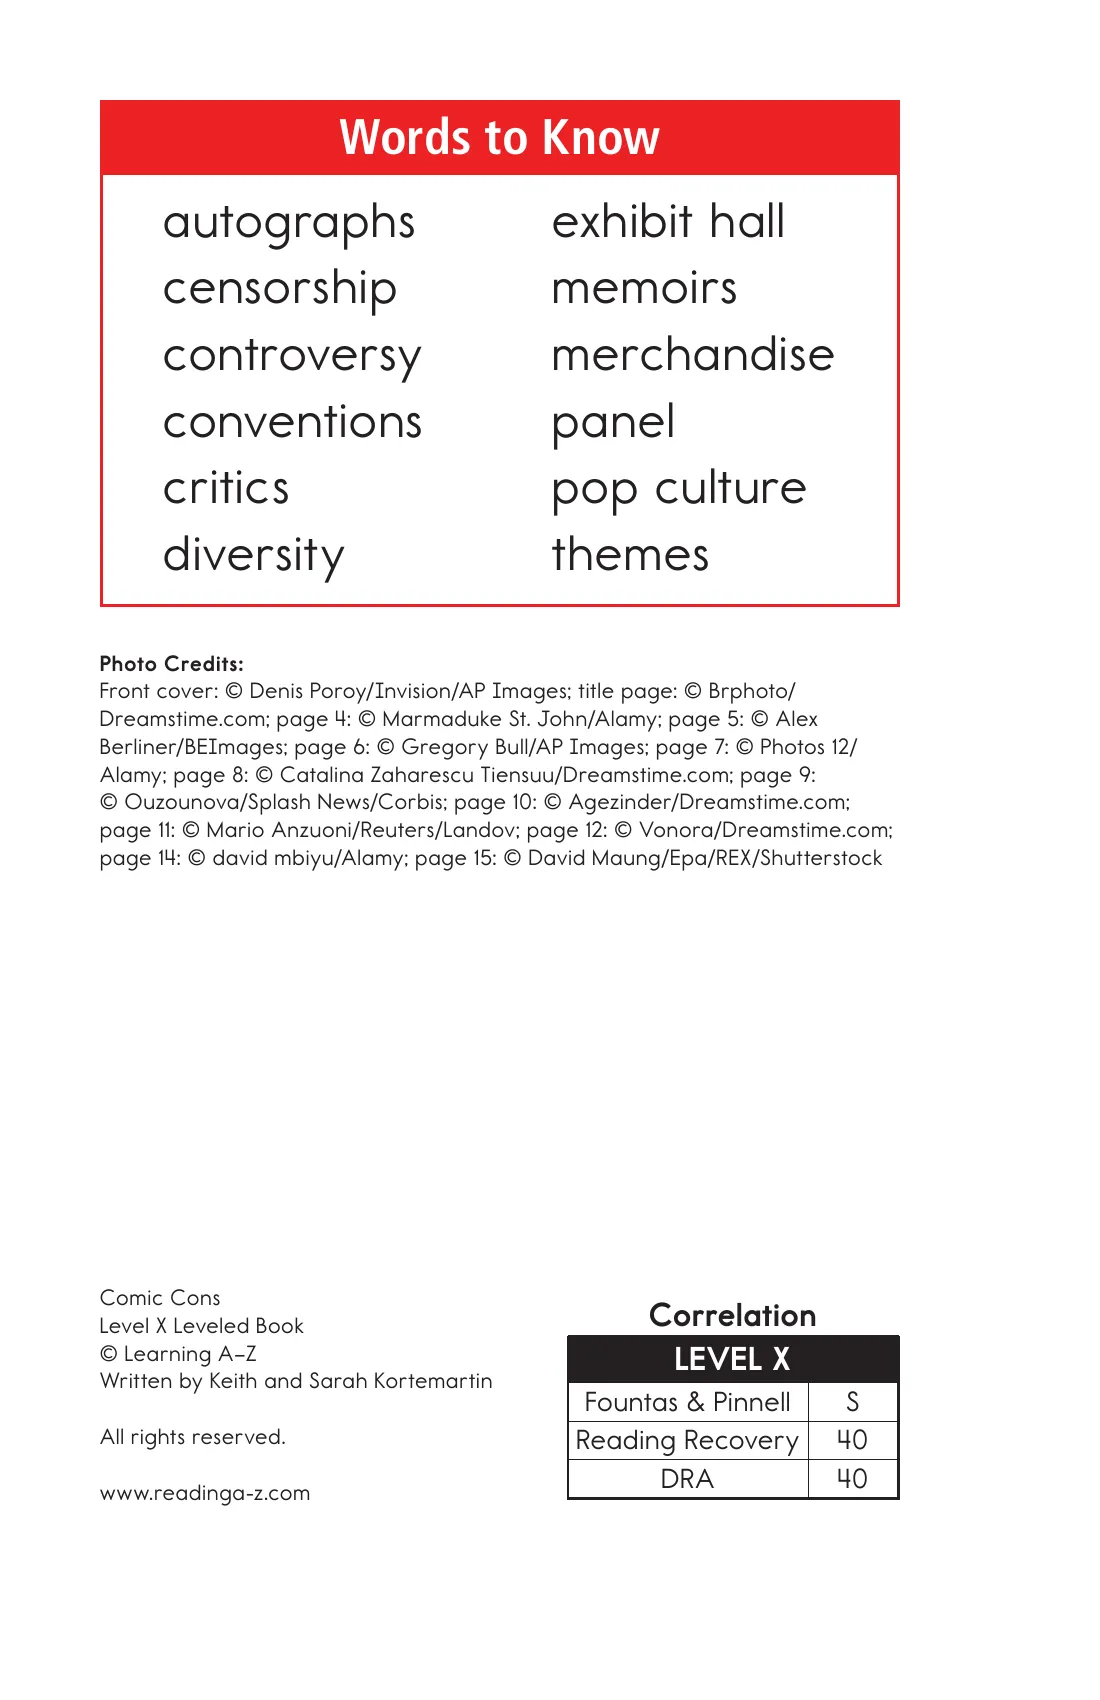 Words to Know
autographs
censorship
controversy
conventions
critics
diversity
exhibit hall
memoirs
merchandise
panel
pop culture
themes
Photo Credits:
Front cover: © Denis Poroy/Invision/AP Images; title page: © Brphoto/
Dreamstime.com; page 4: © Marmaduke St. John/Alamy; page 5: © Alex
Berliner/BEImages; page 6: © Gregory Bull/AP Images; page 7: © Photos 12/
Alamy; page 8: © Catalina Zaharescu Tiensuu/Dreamstime.com; page 9:
© Ouzounova/Splash News/Corbis; page 10: © Agezinder/Dreamstime.com;
page 11: © Mario Anzuoni/Reuters/Landov; page 12: © Vonora/Dreamstime.com;
page 14: © david mbiyu/Alamy; page 15: © David Maung/Epa/REX/Shutterstock
Comic Cons
Level X Leveled Book
© Learning A–Z
Written by Keith and Sarah Kortemartin
All rights reserved.
www.readinga-z.com
Correlation
LEVEL X
Fountas & Pinnell S
Reading Recovery 40
DRA 40